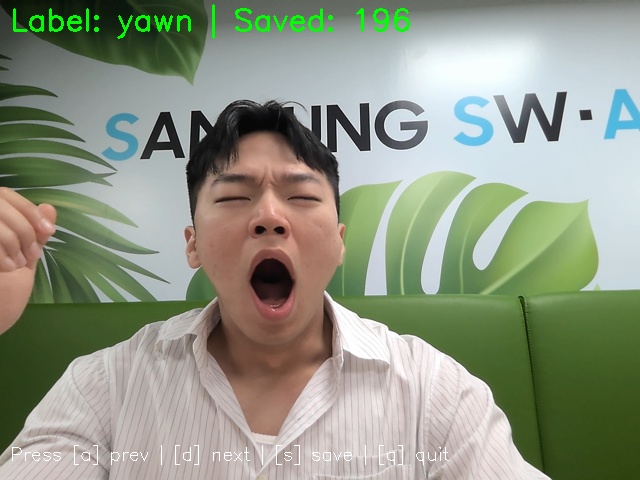 Label: yawn | Saved: 196
SAMSUNG SW·A
Press [a] prev | [d] next | [s] save | [q] quit